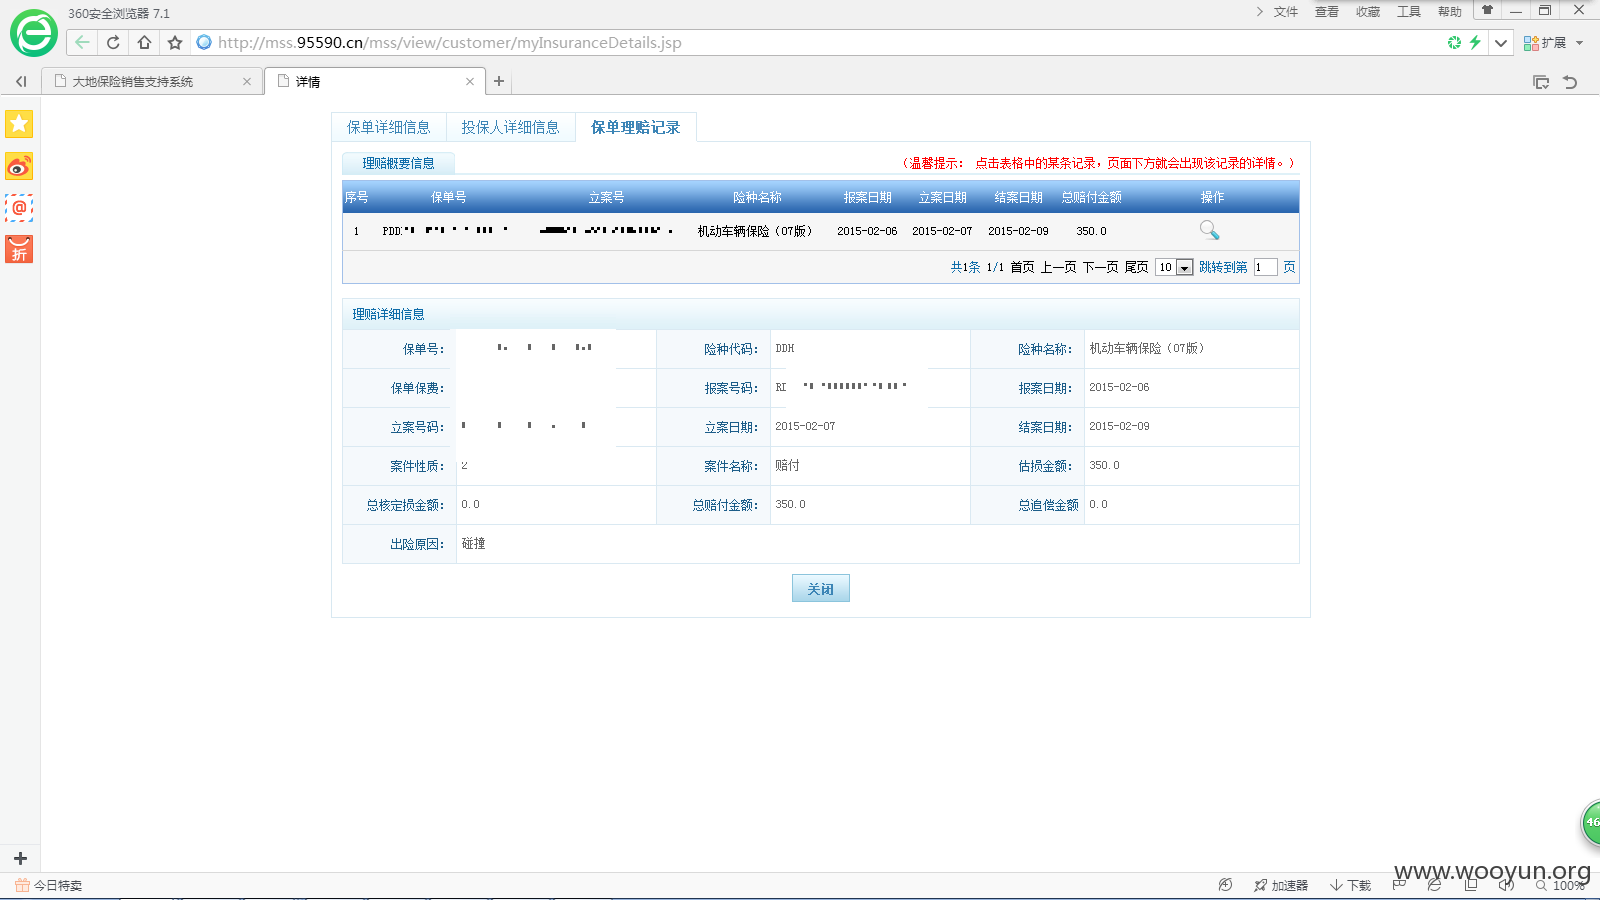 360安全浏览器 7.1
文件 查看 收藏 工具 帮助
http://mss.95590.cn/mss/view/customer/myInsuranceDetails.jsp
扩展
大地保险销售支持系统
详情
保单详细信息 投保人详细信息 保单理赔记录
理赔概要信息
（温馨提示： 点击表格中的某条记录，页面下方就会出现该记录的详情。）
序号 保单号 立案号 险种名称 报案日期 立案日期 结案日期 总赔付金额 操作
1 PDD 机动车辆保险（07版） 2015-02-06 2015-02-07 2015-02-09 350.0
共1条 1/1 首页 上一页 下一页 尾页 10 跳转到第 1 页
理赔详细信息
保单号： 险种代码： DDH 险种名称： 机动车辆保险（07版）
保单保费： 报案号码： 报案日期： 2015-02-06
立案号码： 立案日期： 2015-02-07 结案日期： 2015-02-09
案件性质： 2 案件名称： 赔付 估损金额： 350.0
总核定损金额： 0.0 总赔付金额： 350.0 总追偿金额 0.0
出险原因： 碰撞
关闭
46
www.wooyun.org
今日特卖
加速器 下载 100%